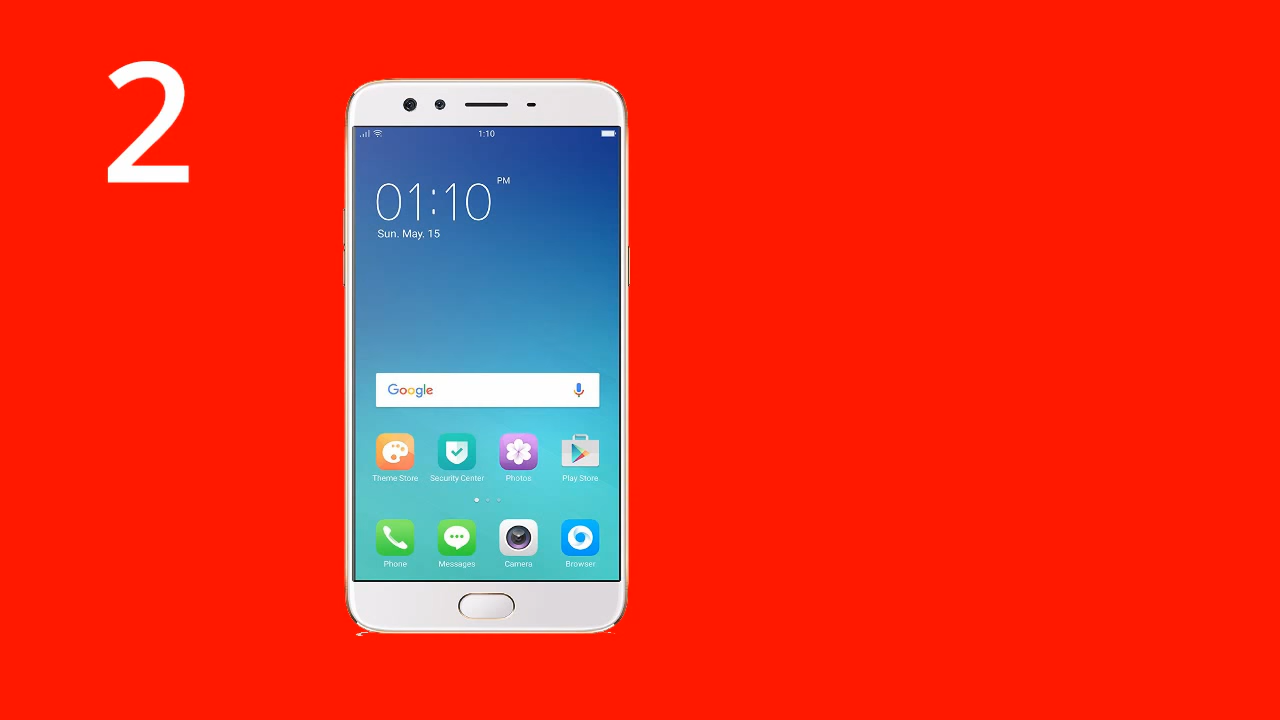 2
1:10
01:10 PM
Sun. May. 15
Google
Theme Store Security Center Photos Play Store
Phone Messages Camera Browser